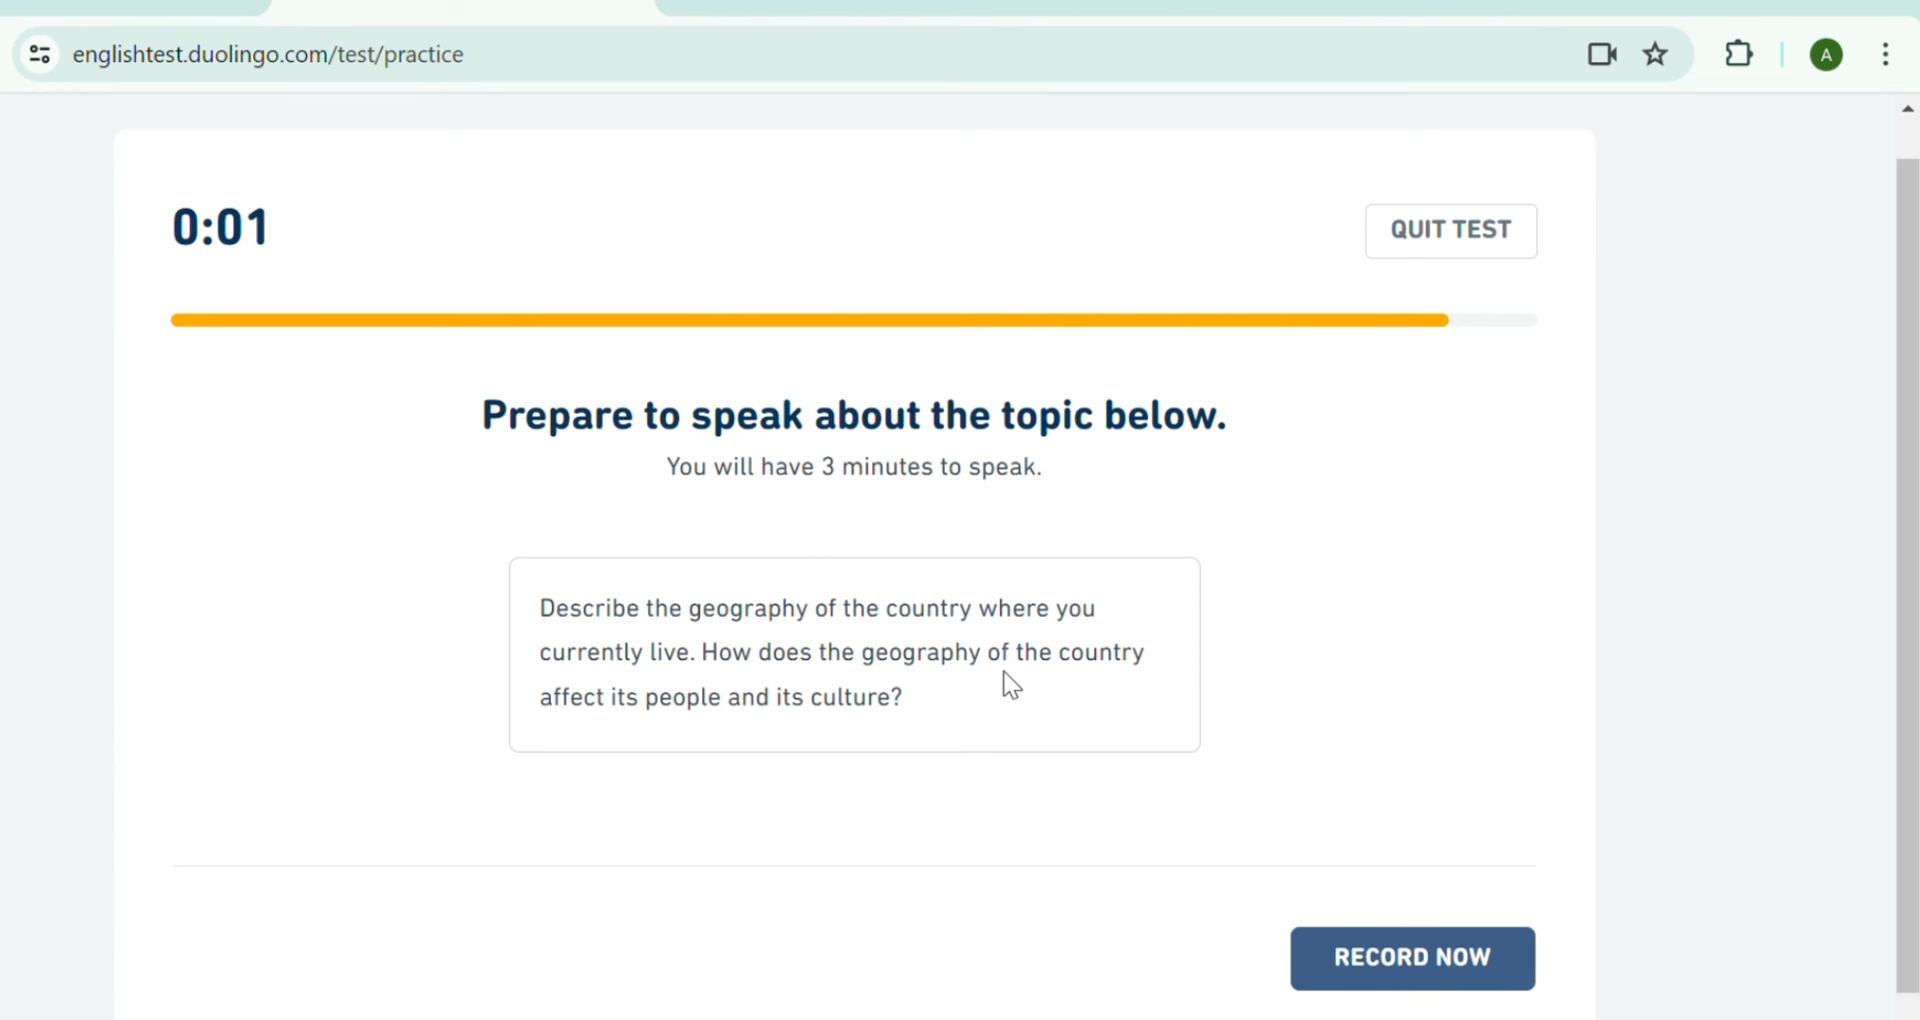 englishtest.duolingo.com/test/practice
A
0:01
QUIT TEST
Prepare to speak about the topic below.
You will have 3 minutes to speak.
Describe the geography of the country where you
currently live. How does the geography of the country
affect its people and its culture?
RECORD NOW